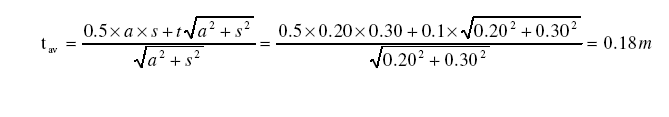 t_av = (0.5×a×s+t√(a²+s²))/√(a²+s²) = (0.5×0.20×0.30+0.1×√(0.20²+0.30²))/√(0.20²+0.30²) = 0.18m